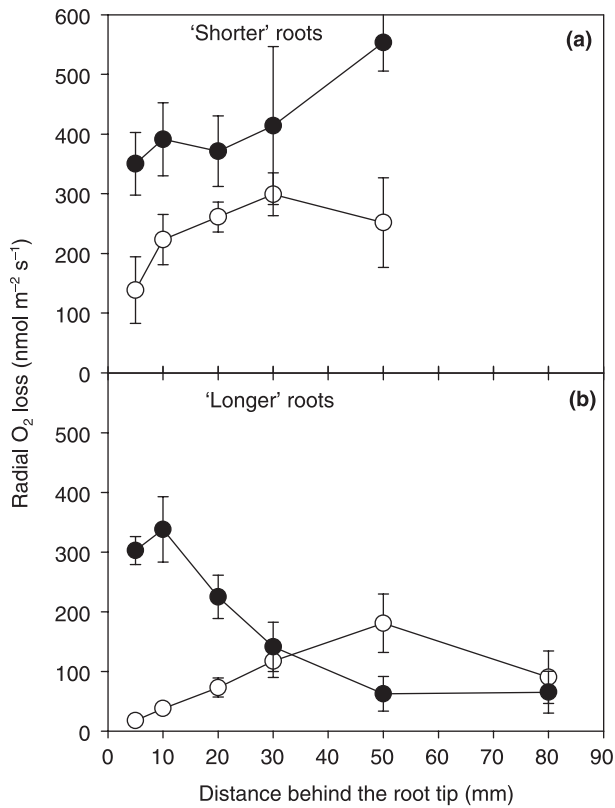 600
'Shorter' roots
(a)
500
400
300
200
100
0
Radial O₂ loss (nmol m⁻² s⁻¹)
'Longer' roots
(b)
500
400
300
200
100
0
0 10 20 30 40 50 60 70 80 90
Distance behind the root tip (mm)